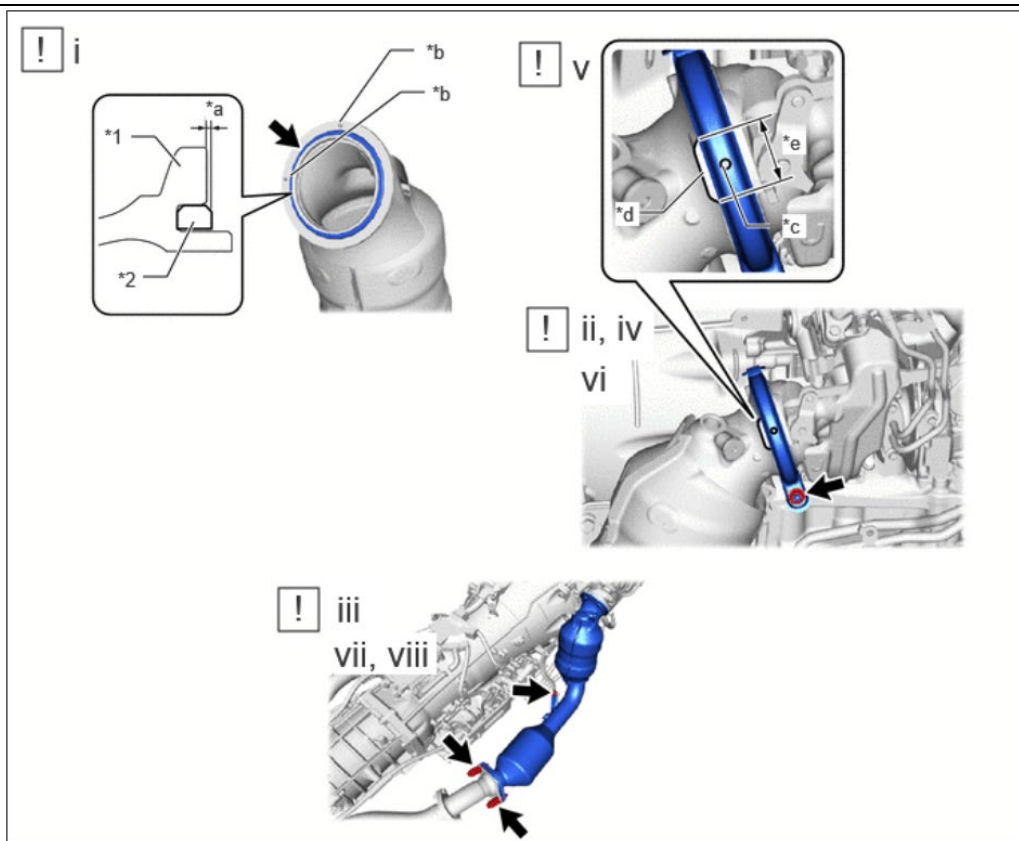 ! i
*b
*b
*a
*1
*2
! v
*e
*d
*c
! ii, iv
vi
! iii
vii, viii